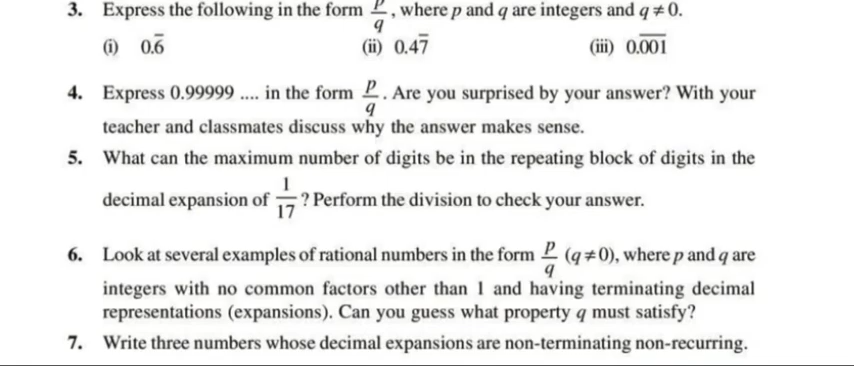 3. Express the following in the form p/q, where p and q are integers and q ≠ 0.
(i) 0.6̅ (ii) 0.47̅ (iii) 0.0̅0̅1̅
4. Express 0.99999 .... in the form p/q. Are you surprised by your answer? With your
teacher and classmates discuss why the answer makes sense.
5. What can the maximum number of digits be in the repeating block of digits in the
decimal expansion of 1/17? Perform the division to check your answer.
6. Look at several examples of rational numbers in the form p/q (q ≠ 0), where p and q are
integers with no common factors other than 1 and having terminating decimal
representations (expansions). Can you guess what property q must satisfy?
7. Write three numbers whose decimal expansions are non-terminating non-recurring.